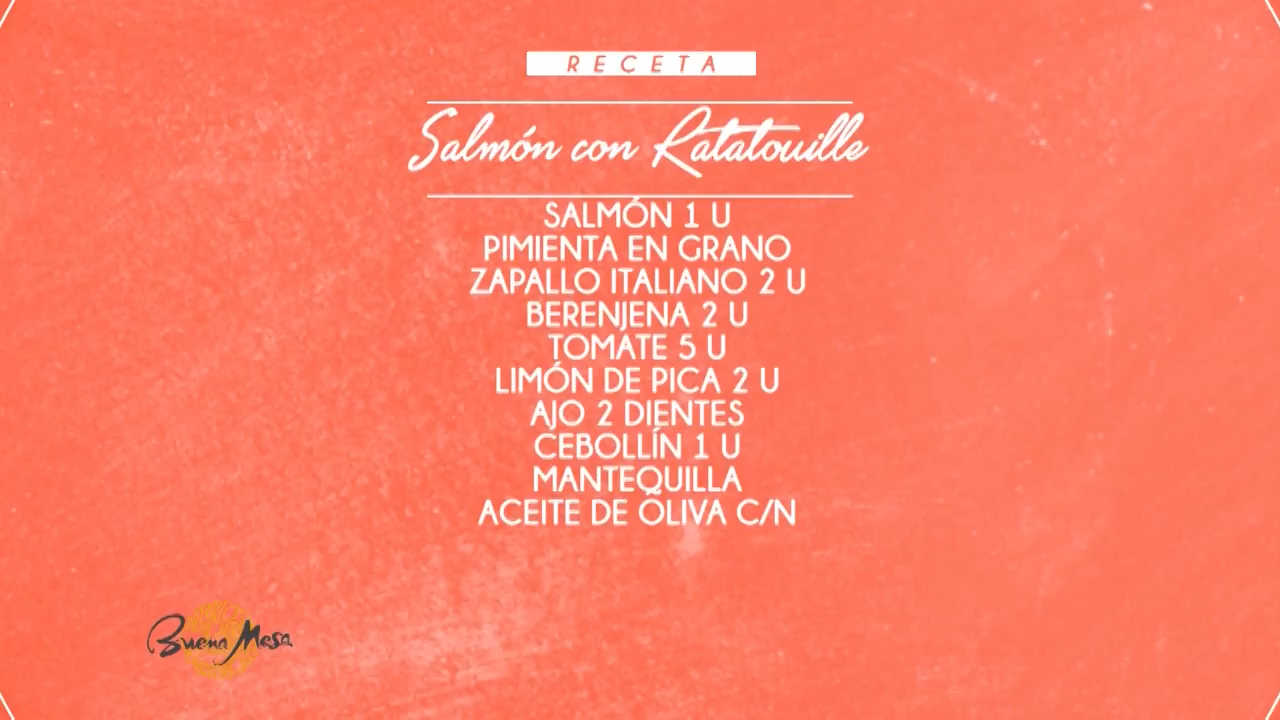 RECETA
Salmón con Ratatouille
SALMÓN 1 U
PIMIENTA EN GRANO
ZAPALLO ITALIANO 2 U
BERENJENA 2 U
TOMATE 5 U
LIMÓN DE PICA 2 U
AJO 2 DIENTES
CEBOLLÍN 1 U
MANTEQUILLA
ACEITE DE OLIVA C/N
Buena Mesa